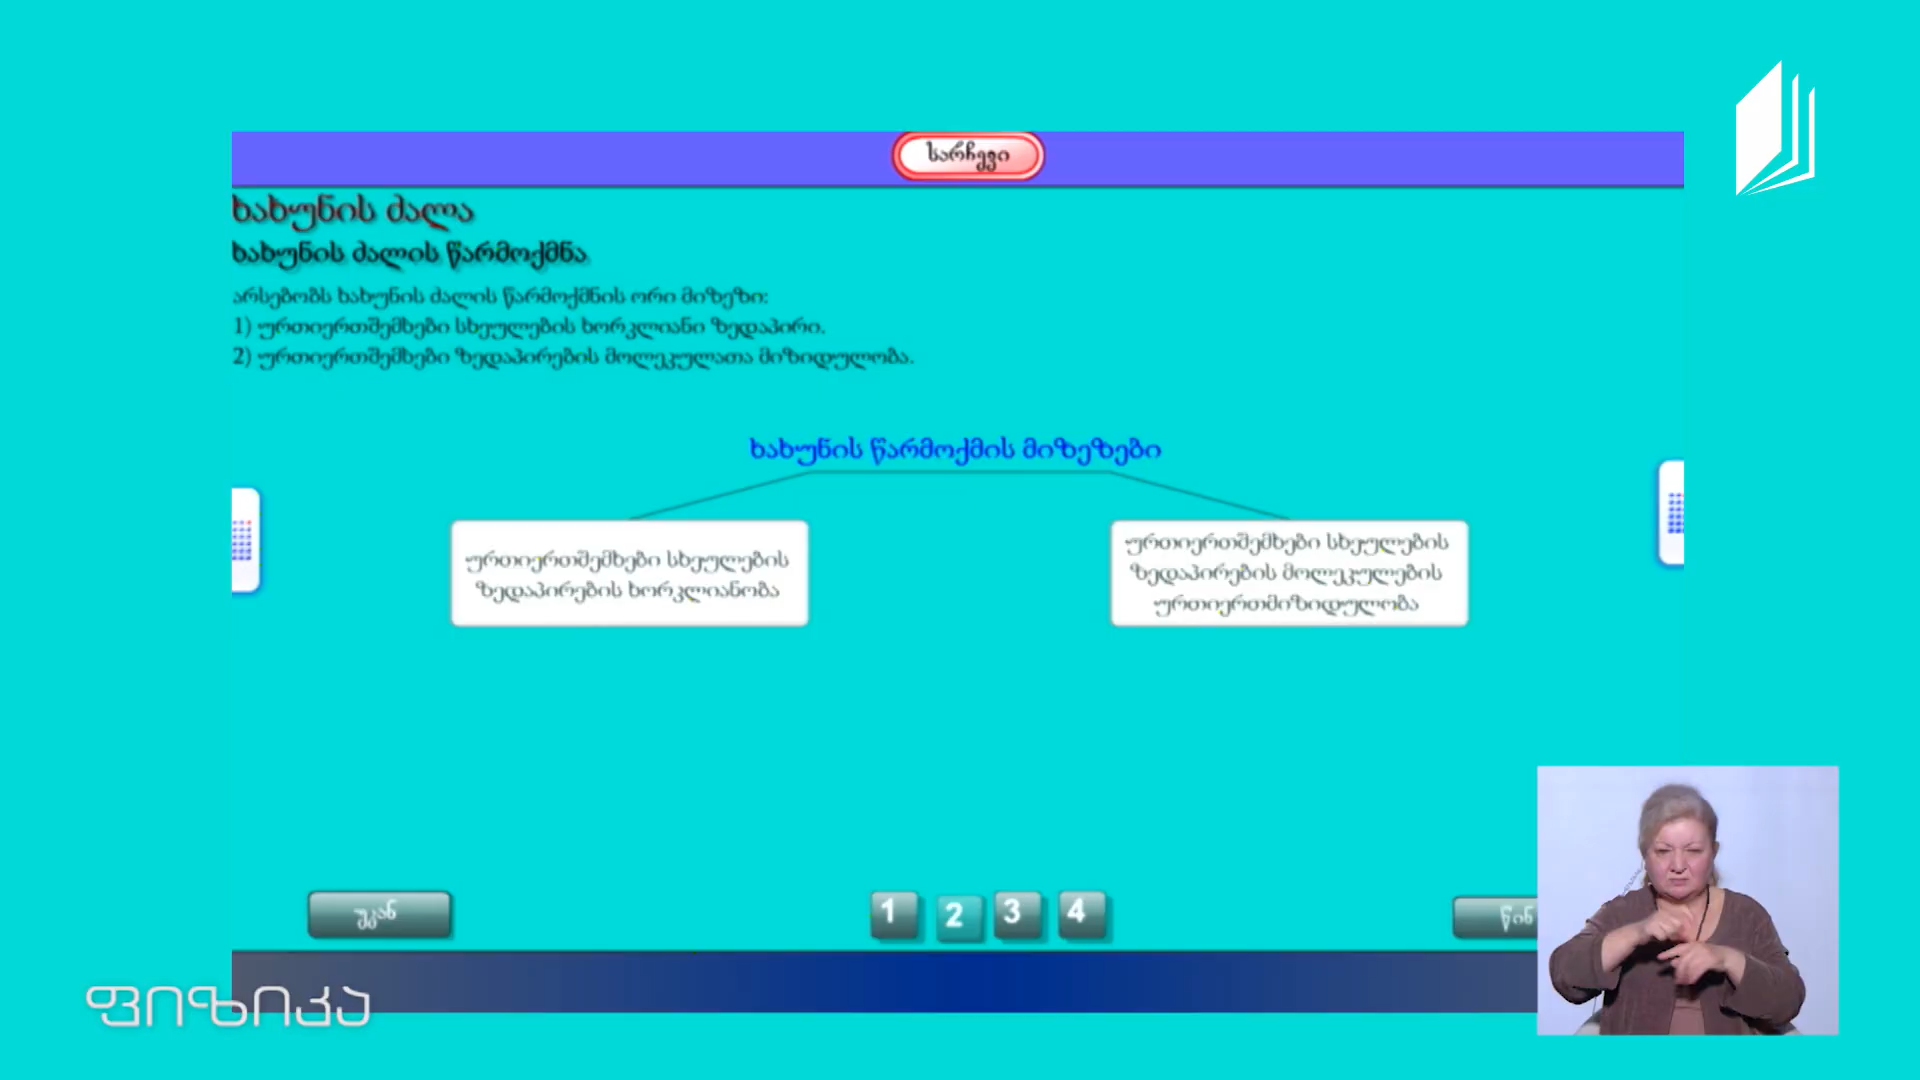 სარჩევი
ხახუნის ძალა
ხახუნის ძალის წარმოქმნა
არსებობს ხახუნის ძალის წარმოქმნის ორი მიზეზი:
1) ურთიერთშემხები სხეულების ხორკლიანი ზედაპირი.
2) ურთიერთშემხები ზედაპირების მოლეკულათა მიზიდულობა.
ხახუნის წარმოქმის მიზეზები
ურთიერთშემხები სხეულების
ზედაპირების ხორკლიანობა
ურთიერთშემხები სხეულების
ზედაპირების მოლეკულების
ურთიერთმიზიდულობა
უკან
1 2 3 4
წინ
ფიზიკა